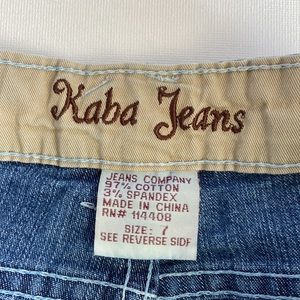 Kaba Jeans
JEANS COMPANY
97% COTTON
3% SPANDEX
MADE IN CHINA
RN# 114408
SIZE: 7
SEE REVERSE SIDE